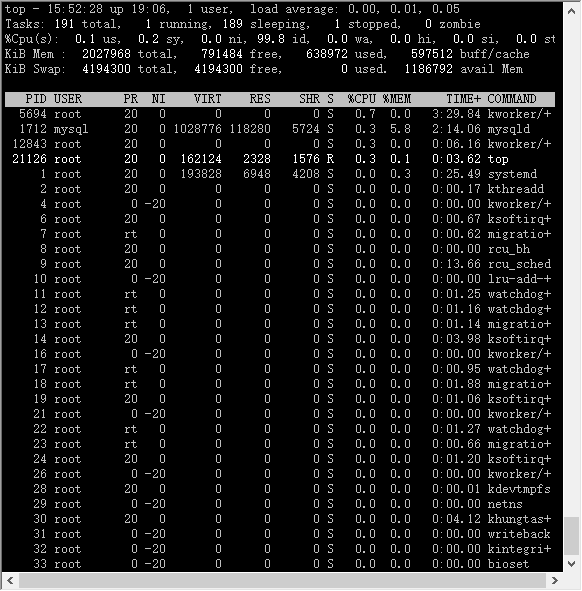 top - 15:52:28 up 19:06,  1 user,  load average: 0.00, 0.01, 0.05
Tasks: 191 total,   1 running, 189 sleeping,   1 stopped,   0 zombie
%Cpu(s):  0.1 us,  0.2 sy,  0.0 ni, 99.8 id,  0.0 wa,  0.0 hi,  0.0 si,  0.0 st
KiB Mem :  2027968 total,   791484 free,   638972 used,   597512 buff/cache
KiB Swap:  4194300 total,  4194300 free,        0 used.  1186792 avail Mem
PID USER      PR  NI    VIRT    RES    SHR S  %CPU %MEM     TIME+ COMMAND
5694 root      20   0       0      0      0 S   0.7  0.0   3:29.84 kworker/+
1712 mysql     20   0 1028776 118280   5724 S   0.3  5.8   2:14.06 mysqld
12843 root      20   0       0      0      0 S   0.3  0.0   0:06.16 kworker/+
21126 root      20   0  162124   2328   1576 R   0.3  0.1   0:03.62 top
1 root      20   0  193828   6948   4208 S   0.0  0.3   0:25.49 systemd
2 root      20   0       0      0      0 S   0.0  0.0   0:00.17 kthreadd
4 root       0 -20       0      0      0 S   0.0  0.0   0:00.00 kworker/+
6 root      20   0       0      0      0 S   0.0  0.0   0:00.67 ksoftirq+
7 root      rt   0       0      0      0 S   0.0  0.0   0:00.62 migratio+
8 root      20   0       0      0      0 S   0.0  0.0   0:00.00 rcu_bh
9 root      20   0       0      0      0 S   0.0  0.0   0:13.66 rcu_sched
10 root       0 -20       0      0      0 S   0.0  0.0   0:00.00 lru-add-+
11 root      rt   0       0      0      0 S   0.0  0.0   0:01.25 watchdog+
12 root      rt   0       0      0      0 S   0.0  0.0   0:01.16 watchdog+
13 root      rt   0       0      0      0 S   0.0  0.0   0:01.14 migratio+
14 root      20   0       0      0      0 S   0.0  0.0   0:03.98 ksoftirq+
16 root       0 -20       0      0      0 S   0.0  0.0   0:00.00 kworker/+
17 root      rt   0       0      0      0 S   0.0  0.0   0:00.95 watchdog+
18 root      rt   0       0      0      0 S   0.0  0.0   0:01.88 migratio+
19 root      20   0       0      0      0 S   0.0  0.0   0:01.06 ksoftirq+
21 root       0 -20       0      0      0 S   0.0  0.0   0:00.00 kworker/+
22 root      rt   0       0      0      0 S   0.0  0.0   0:01.27 watchdog+
23 root      rt   0       0      0      0 S   0.0  0.0   0:00.66 migratio+
24 root      20   0       0      0      0 S   0.0  0.0   0:01.20 ksoftirq+
26 root       0 -20       0      0      0 S   0.0  0.0   0:00.00 kworker/+
28 root      20   0       0      0      0 S   0.0  0.0   0:00.01 kdevtmpfs
29 root       0 -20       0      0      0 S   0.0  0.0   0:00.00 netns
30 root      20   0       0      0      0 S   0.0  0.0   0:04.12 khungtas+
31 root       0 -20       0      0      0 S   0.0  0.0   0:00.00 writeback
32 root       0 -20       0      0      0 S   0.0  0.0   0:00.00 kintegri+
33 root       0 -20       0      0      0 S   0.0  0.0   0:00.00 bioset